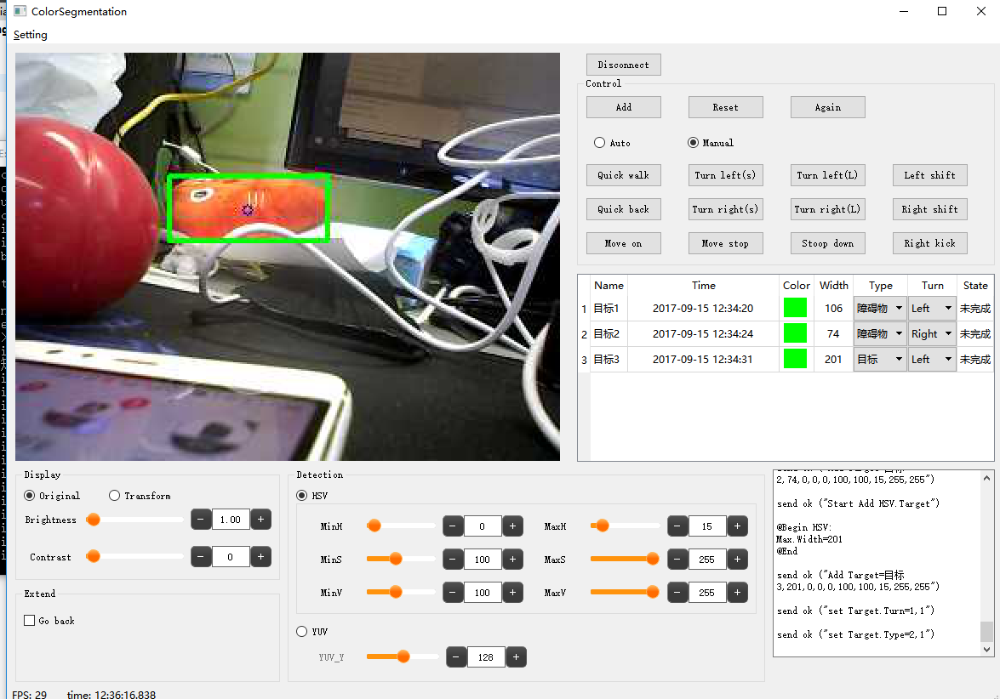 ColorSegmentation
Setting
Disconnect
Control
Add Reset Again
Auto Manual
Quick walk Turn left(s) Turn left(L) Left shift
Quick back Turn right(s) Turn right(L) Right shift
Move on Move stop Stoop down Right kick
Name Time Color Width Type Turn State
1 目标1 2017-09-15 12:34:20 106 障碍物 Left 未完成
2 目标2 2017-09-15 12:34:24 74 障碍物 Right 未完成
3 目标3 2017-09-15 12:34:31 201 目标 Left 未完成
Display
Original Transform
Brightness − 1.00 +
Contrast − 0 +
Extend
Go back
Detection
HSV
MinH − 0 + MaxH − 15 +
MinS − 100 + MaxS − 255 +
MinV − 100 + MaxV − 255 +
YUV
YUV_Y − 128 +
2,74,0,0,0,100,100,15,255,255")
send ok ("Start Add HSV.Target")
@Begin HSV:
Max.Width=201
@End
send ok ("Add Target=目标
3,201,0,0,0,100,100,15,255,255")
send ok ("set Target.Turn=1,1")
send ok ("set Target.Type=2,1")
FPS: 29 time: 12:36:16.838